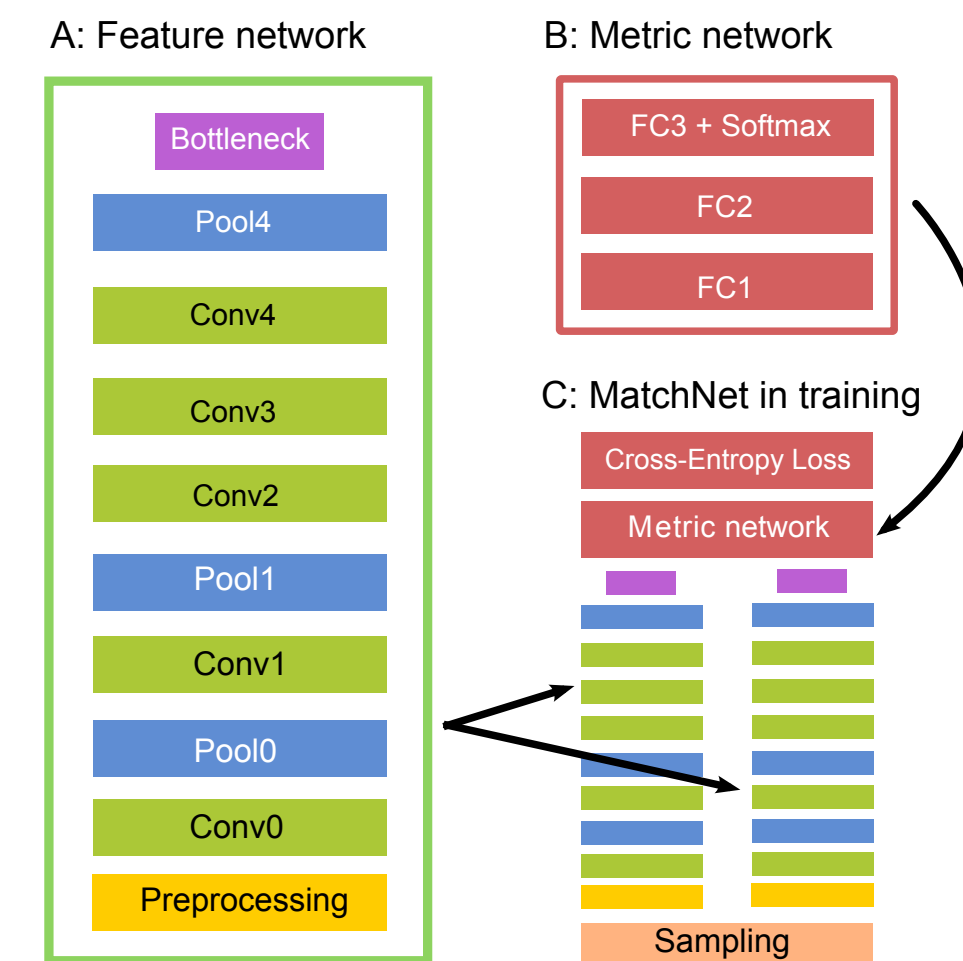 A: Feature network
Bottleneck
Pool4
Conv4
Conv3
Conv2
Pool1
Conv1
Pool0
Conv0
Preprocessing
B: Metric network
FC3 + Softmax
FC2
FC1
C: MatchNet in training
Cross-Entropy Loss
Metric network
Sampling